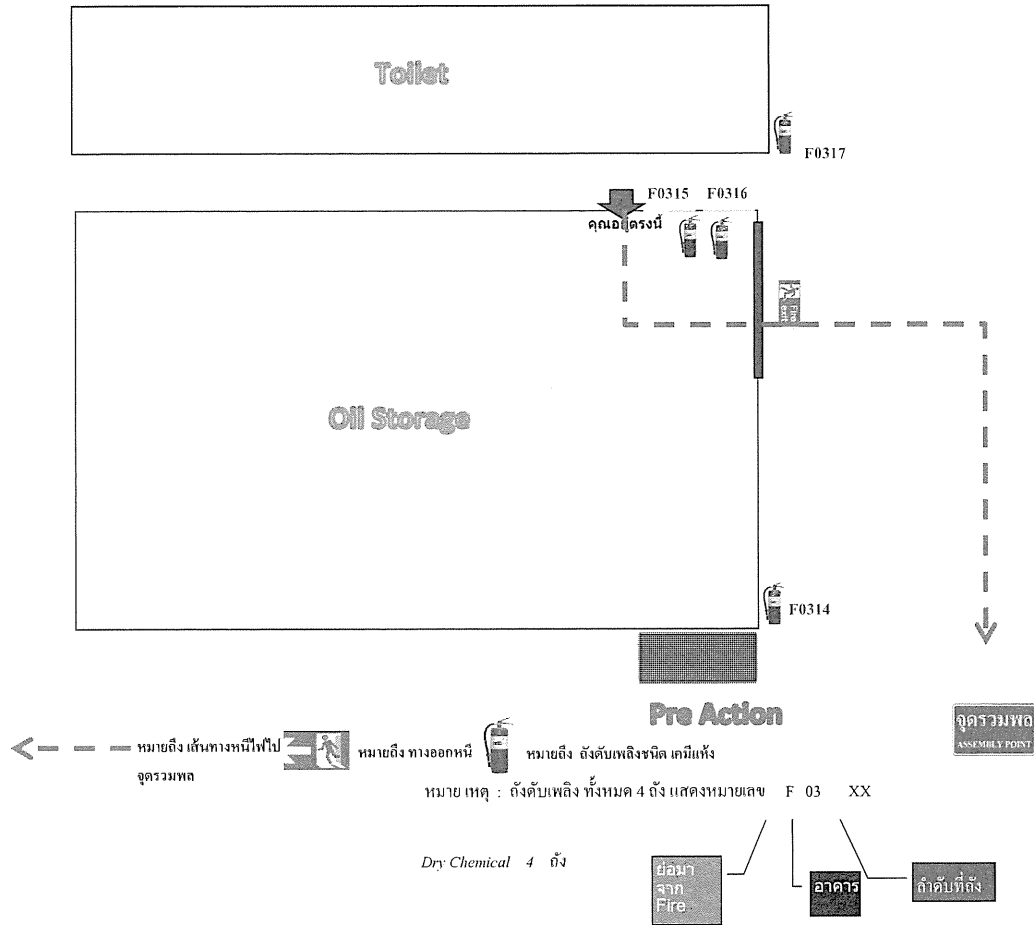 Toilet
F0317
F0315 F0316
คุณอยู่ตรงนี้
Fire exit
Oil Storage
F0314
Pre Action
จุดรวมพล
ASSEMBLY POINT
หมายถึง เส้นทางหนีไฟไป
จุดรวมพล
หมายถึง ทางออกหนี
หมายถึง ถังดับเพลิงชนิด เคมีแห้ง
หมาย เหตุ : ถังดับเพลิง ทั้งหมด 4 ถัง แสดงหมายเลข F 03 XX
Dry Chemical 4 ถัง
ย่อมา
จาก
Fire
อาคาร
ลำดับที่ถัง